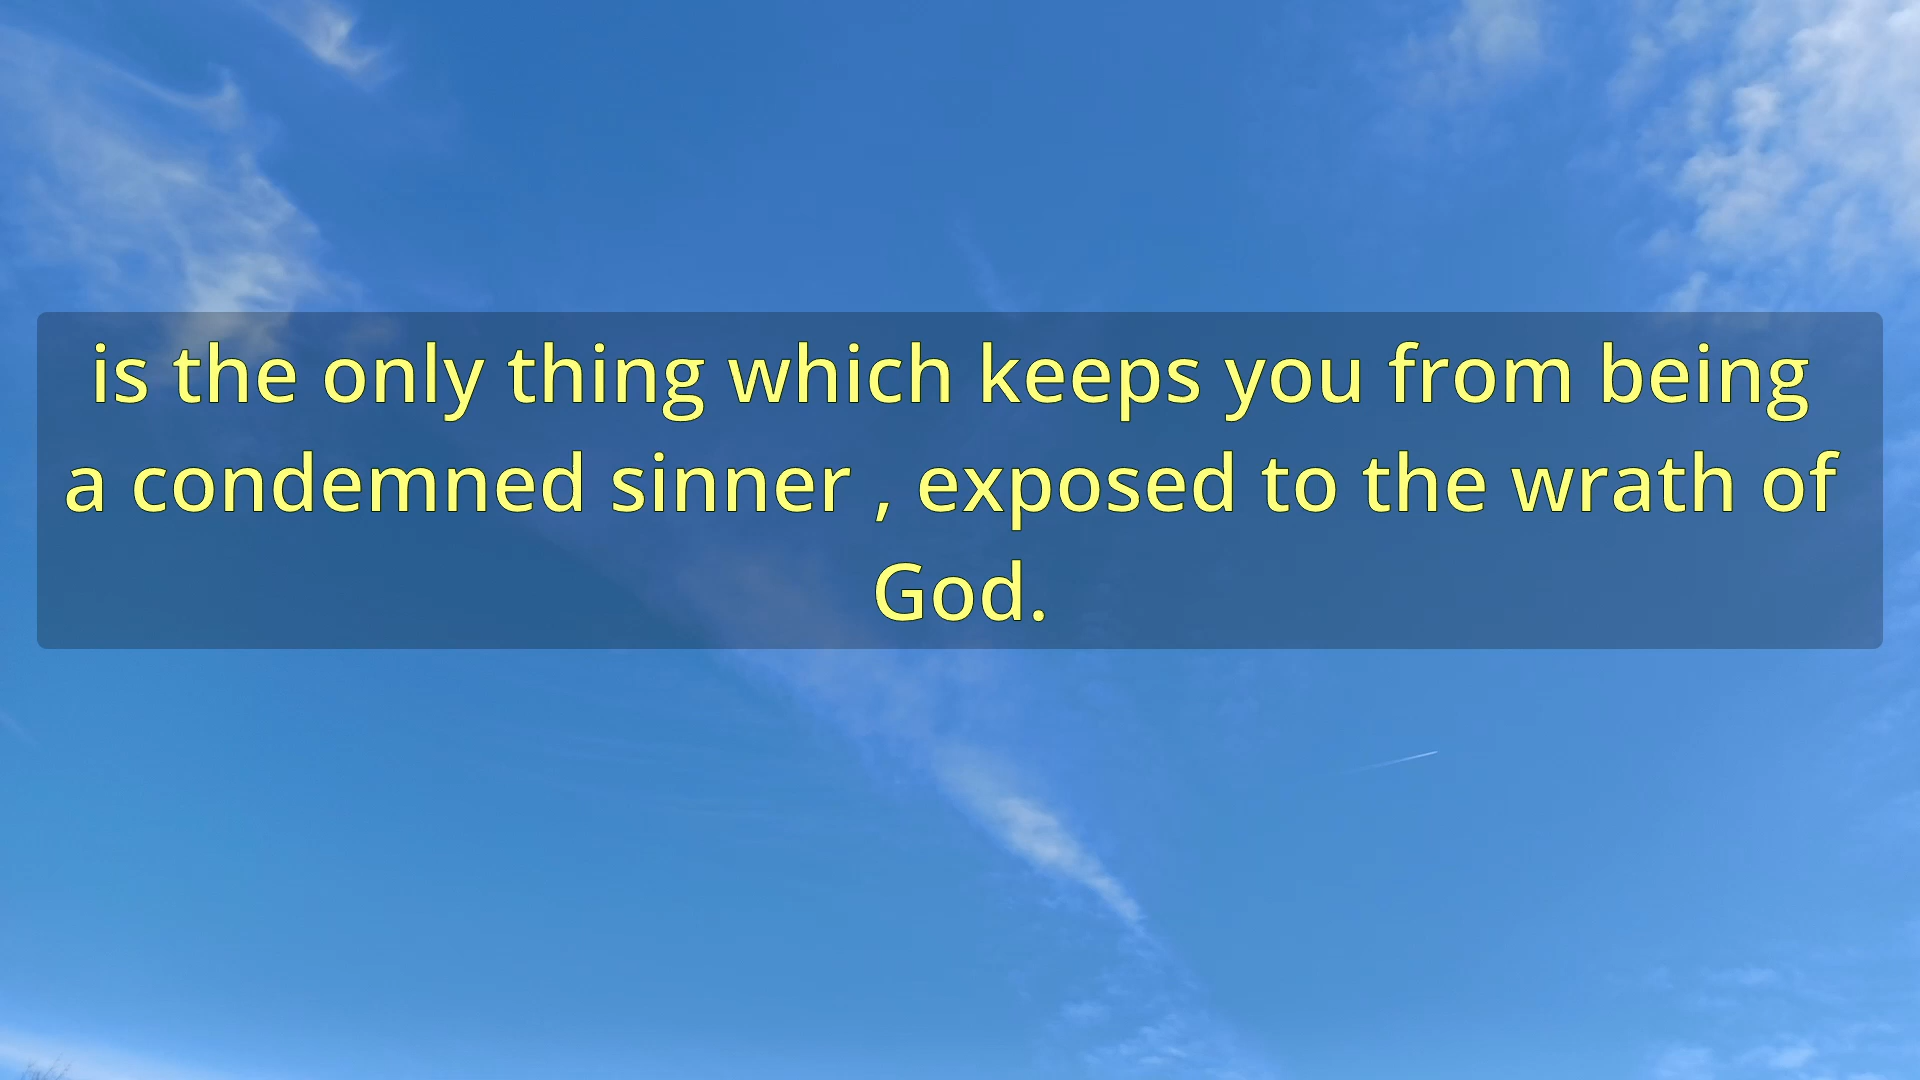 is the only thing which keeps you from being
a condemned sinner , exposed to the wrath of
God.